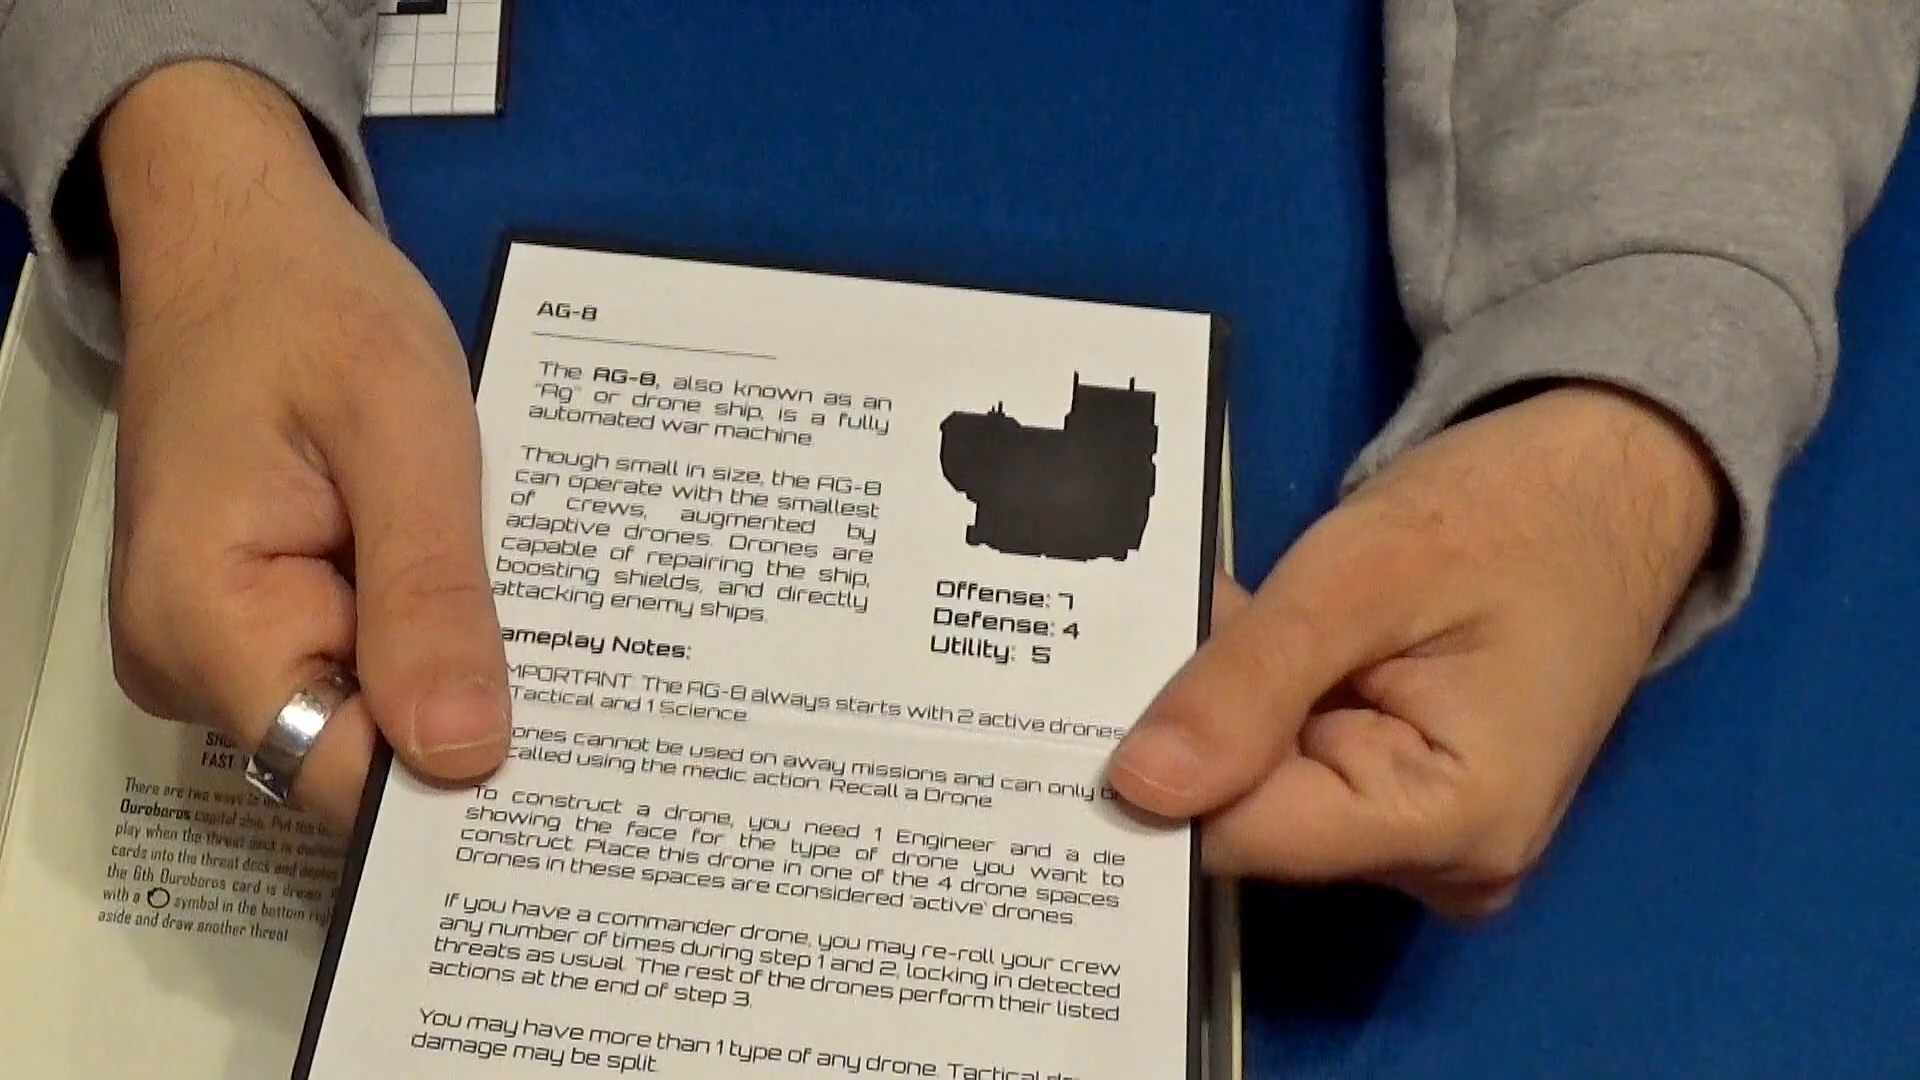 AG-8
The AG-8, also known as an
"Ag" or drone ship, is a fully
automated war machine.
Though small in size, the AG-8
can operate with the smallest
of crews, augmented by
adaptive drones. Drones are
capable of repairing the ship,
boosting shields, and directly
attacking enemy ships.
Offense: 7
Defense: 4
Utility: 5
ameplay Notes:
MPORTANT: The AG-8 always starts with 2 active drones
Tactical and 1 Science.
ones cannot be used on away missions and can only
called using the medic action: Recall a Drone.
To construct a drone, you need 1 Engineer and a die
showing the face for the type of drone you want to
construct. Place this drone in one of the 4 drone spaces.
Drones in these spaces are considered 'active' drones.
If you have a commander drone, you may re-roll your crew
any number of times during step 1 and 2, locking in detected
threats as usual. The rest of the drones perform their listed
actions at the end of step 3.
You may have more than 1 type of any drone. Tactical
damage may be split.
FAST
There are two ways to
Ouroboros capital ship. Put the
play when the threat deck is
cards into the threat deck and
the 6th Ouroboros card is drawn.
with a symbol in the bottom
aside and draw another threat